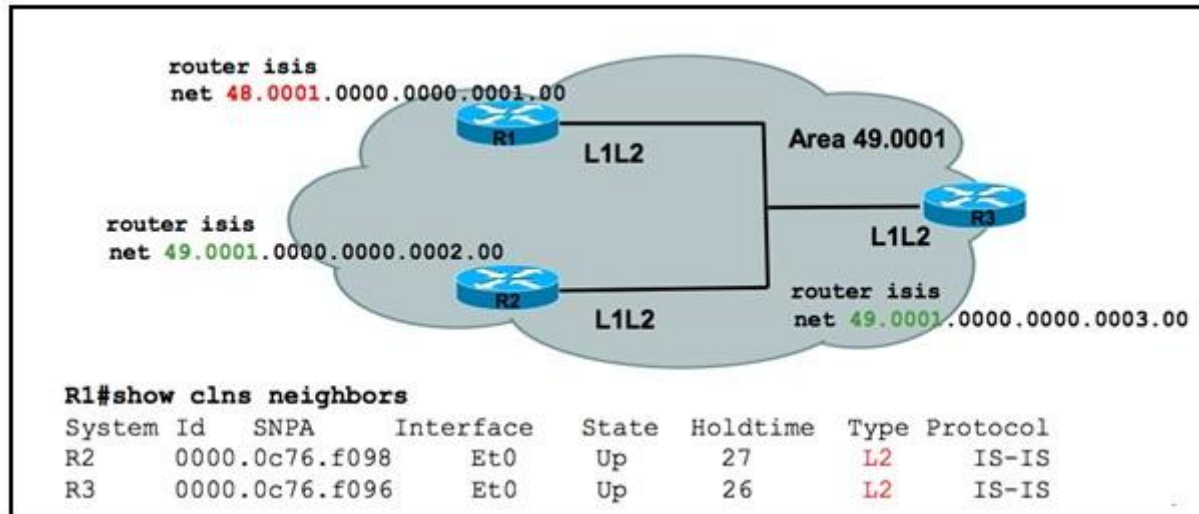 router isis
net 48.0001.0000.0000.0001.00
R1
L1L2
Area 49.0001
R3
L1L2
router isis
net 49.0001.0000.0000.0002.00
R2
L1L2
router isis
net 49.0001.0000.0000.0003.00
R1#show clns neighbors
System Id SNPA Interface State Holdtime Type Protocol
R2 0000.0c76.f098 Et0 Up 27 L2 IS-IS
R3 0000.0c76.f096 Et0 Up 26 L2 IS-IS